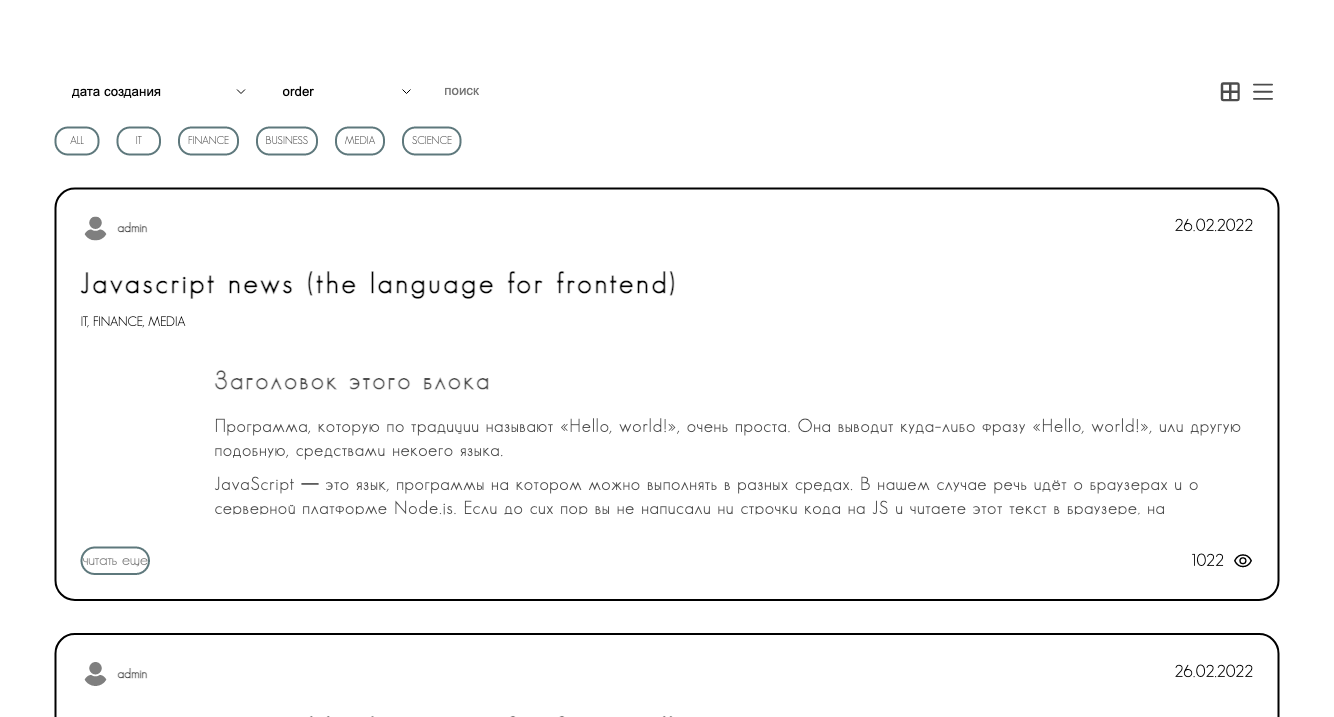 дата создания order поиск
ALL IT FINANCE BUSINESS MEDIA SCIENCE
admin 26.02.2022
Javascript news (the language for frontend)
IT, FINANCE, MEDIA
Заголовок этого блока
Программа, которую по традиции называют «Hello, world!», очень проста. Она выводит куда-либо фразу «Hello, world!», или другую
подобную, средствами некоего языка.
JavaScript — это язык, программы на котором можно выполнять в разных средах. В нашем случае речь идёт о браузерах и о
серверной платформе Node.js. Если до сих пор вы не написали ни строчки кода на JS и читаете этот текст в браузере, на
читать еще 1022
admin 26.02.2022